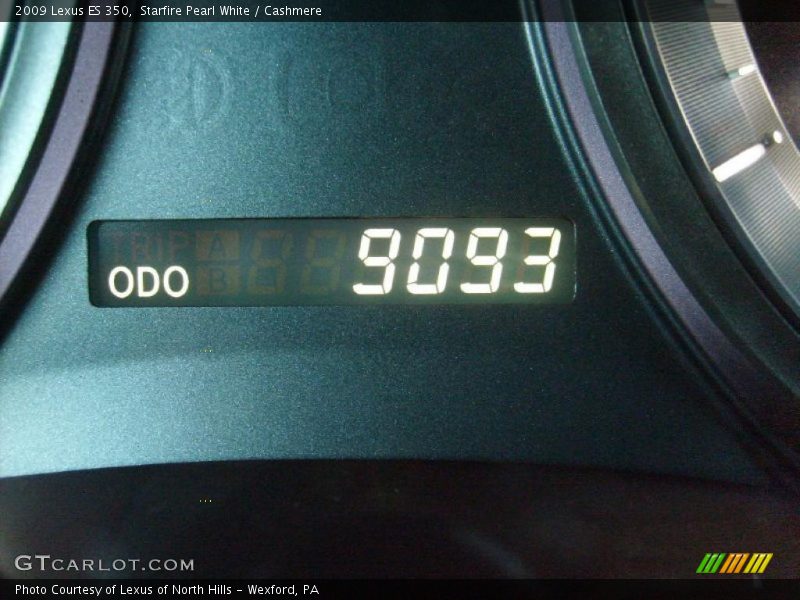 2009 Lexus ES 350, Starfire Pearl White / Cashmere
TRIP A
ODO B 9093
GTCARLOT.COM
Photo Courtesy of Lexus of North Hills - Wexford, PA